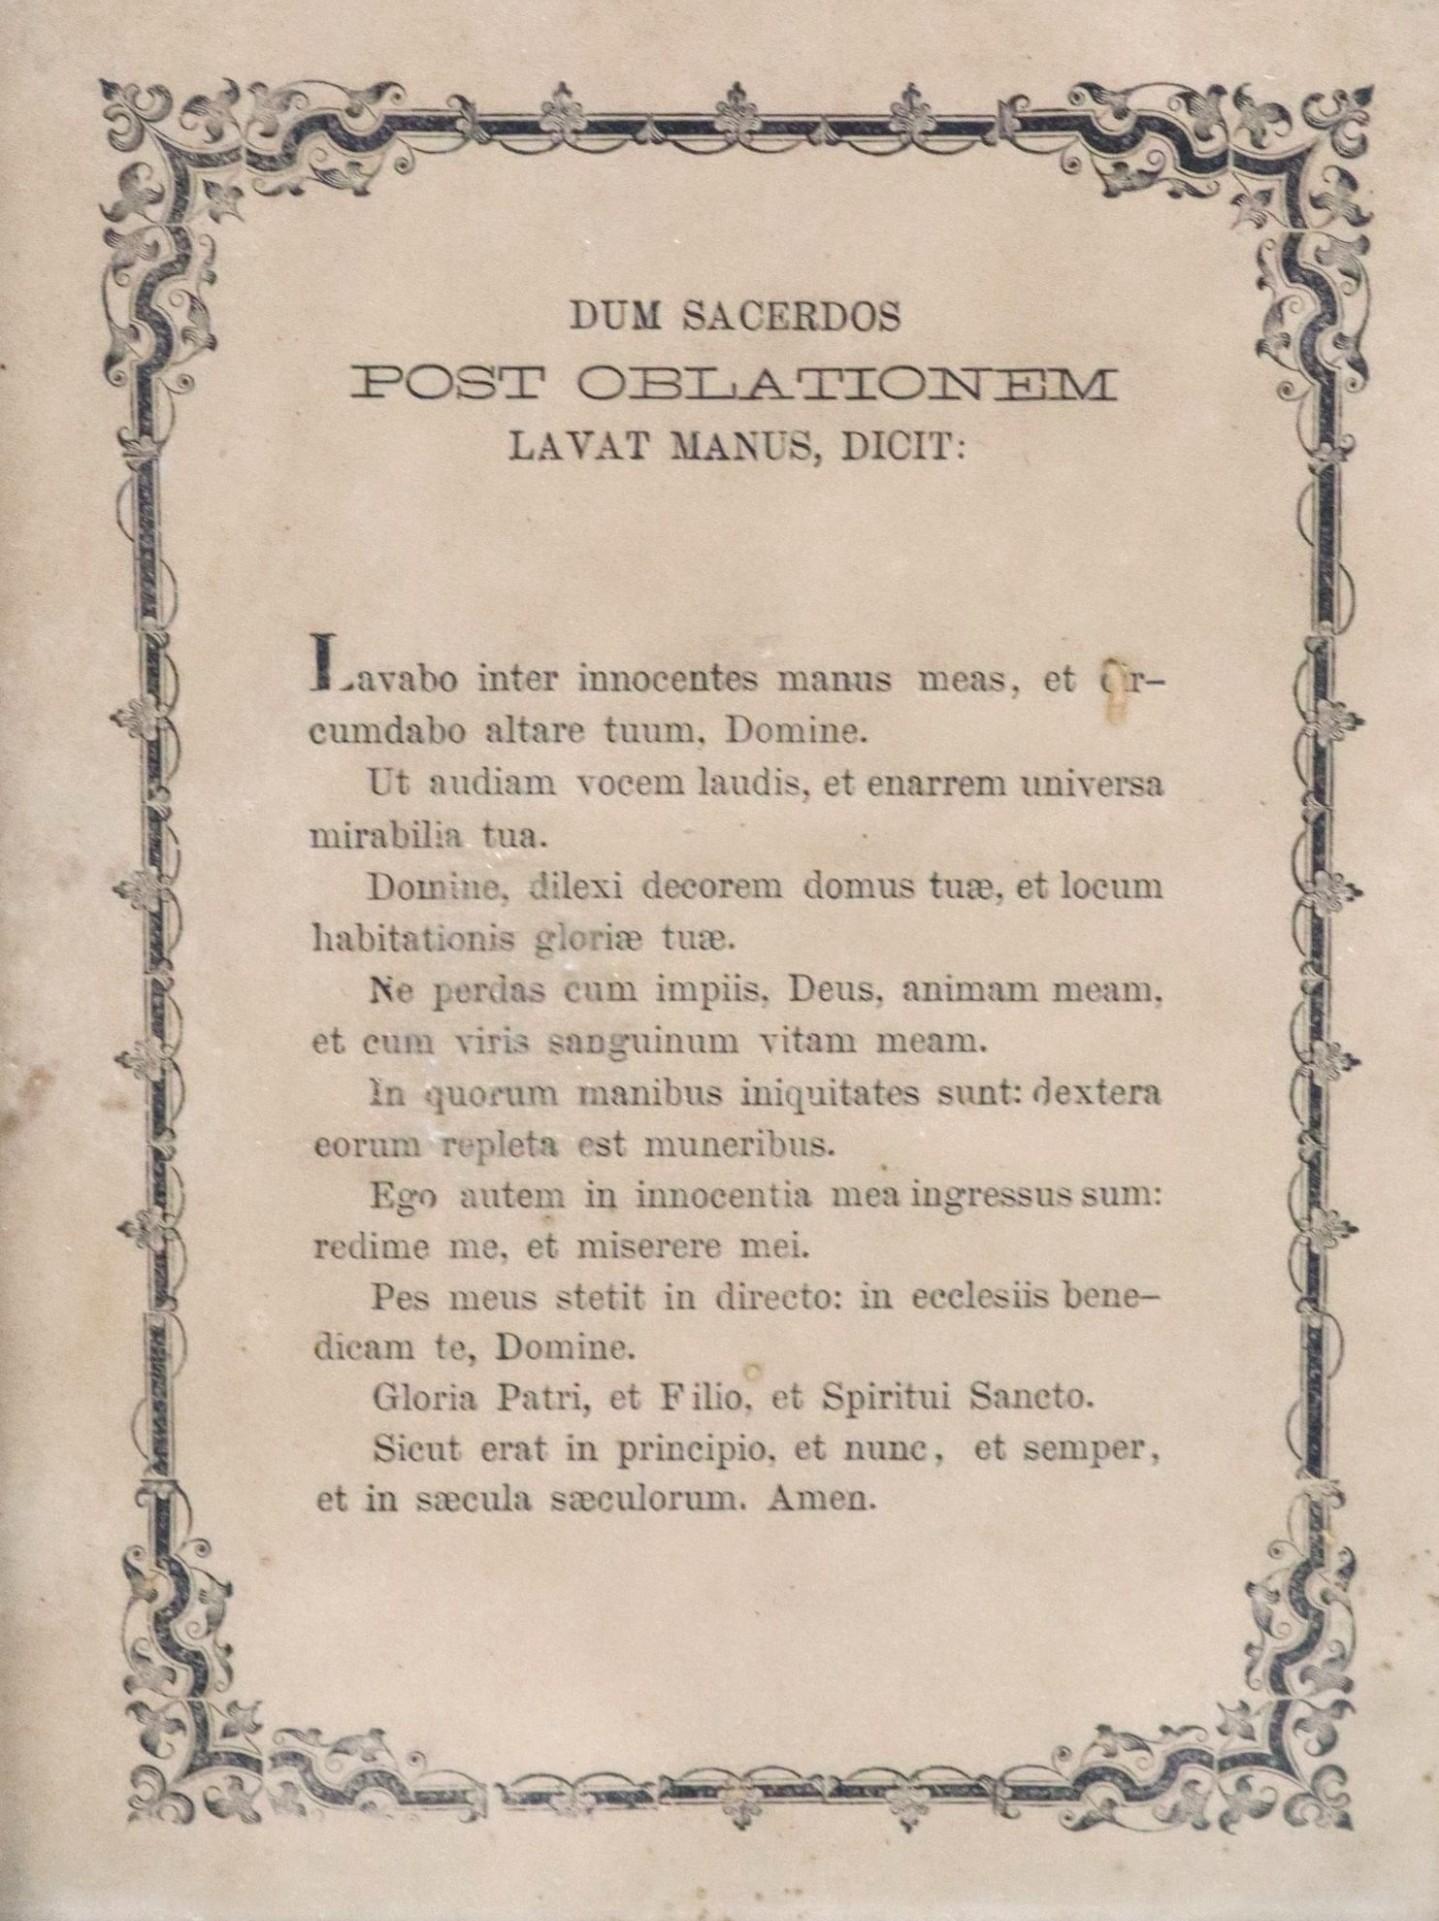 DUM SACERDOS
POST OBLATIONEM
LAVAT MANUS, DICIT:
Lavabo inter innocentes manus meas, et cir-
cumdabo altare tuum, Domine.
Ut audiam vocem laudis, et enarrem universa
mirabilia tua.
Domine, dilexi decorem domus tuæ, et locum
habitationis gloriæ tuæ.
Ne perdas cum impiis, Deus, animam meam,
et cum viris sanguinum vitam meam.
In quorum manibus iniquitates sunt: dextera
eorum repleta est muneribus.
Ego autem in innocentia mea ingressus sum:
redime me, et miserere mei.
Pes meus stetit in directo: in ecclesiis bene-
dicam te, Domine.
Gloria Patri, et Filio, et Spiritui Sancto.
Sicut erat in principio, et nunc, et semper,
et in sæcula sæculorum. Amen.